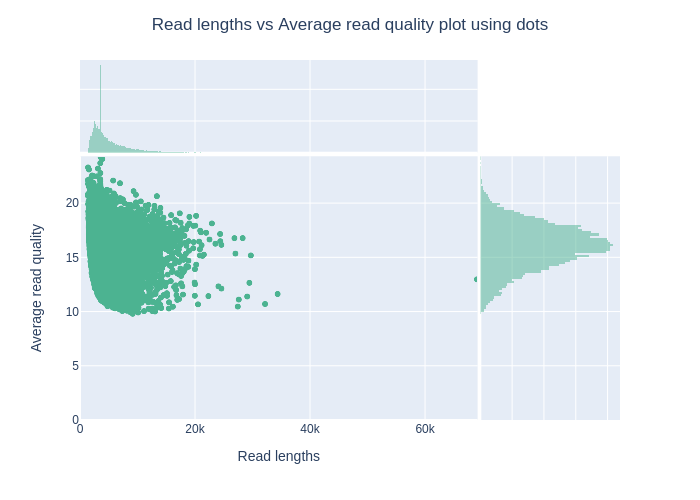 Read lengths vs Average read quality plot using dots
Average read quality
20
15
10
5
0
0 20k 40k 60k
Read lengths